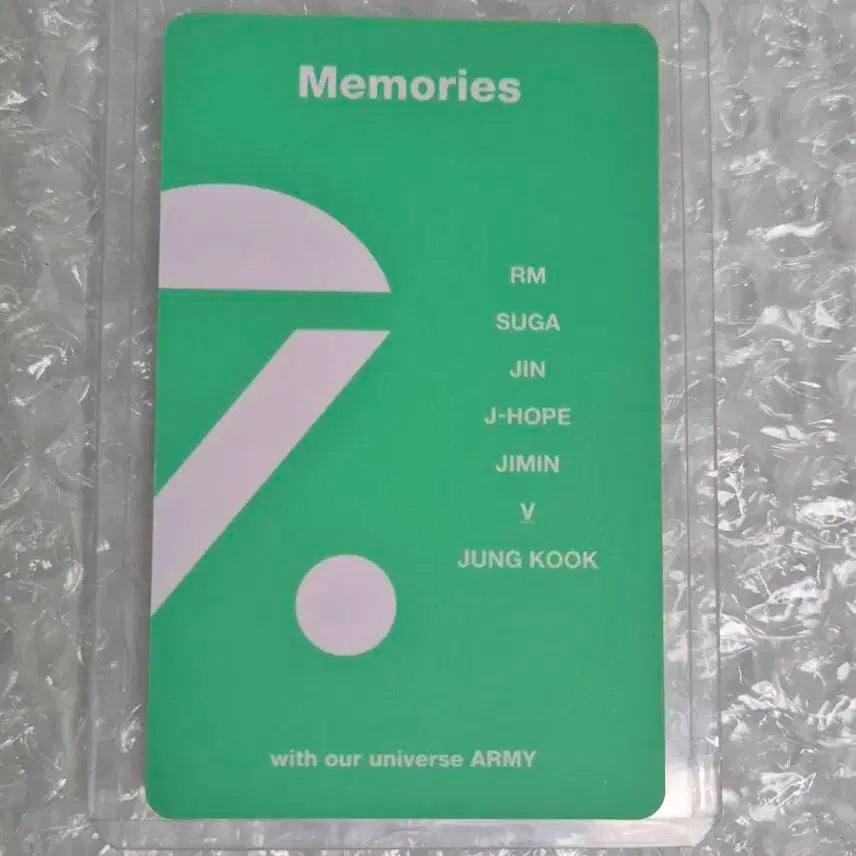 Memories
RM
SUGA
JIN
J-HOPE
JIMIN
V
JUNG KOOK
with our universe ARMY